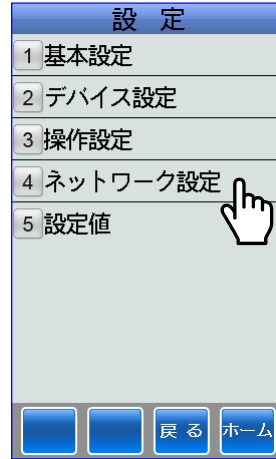 設 定
1 基本設定
2 デバイス設定
3 操作設定
4 ネットワーク設定
5 設定値
戻る ホーム